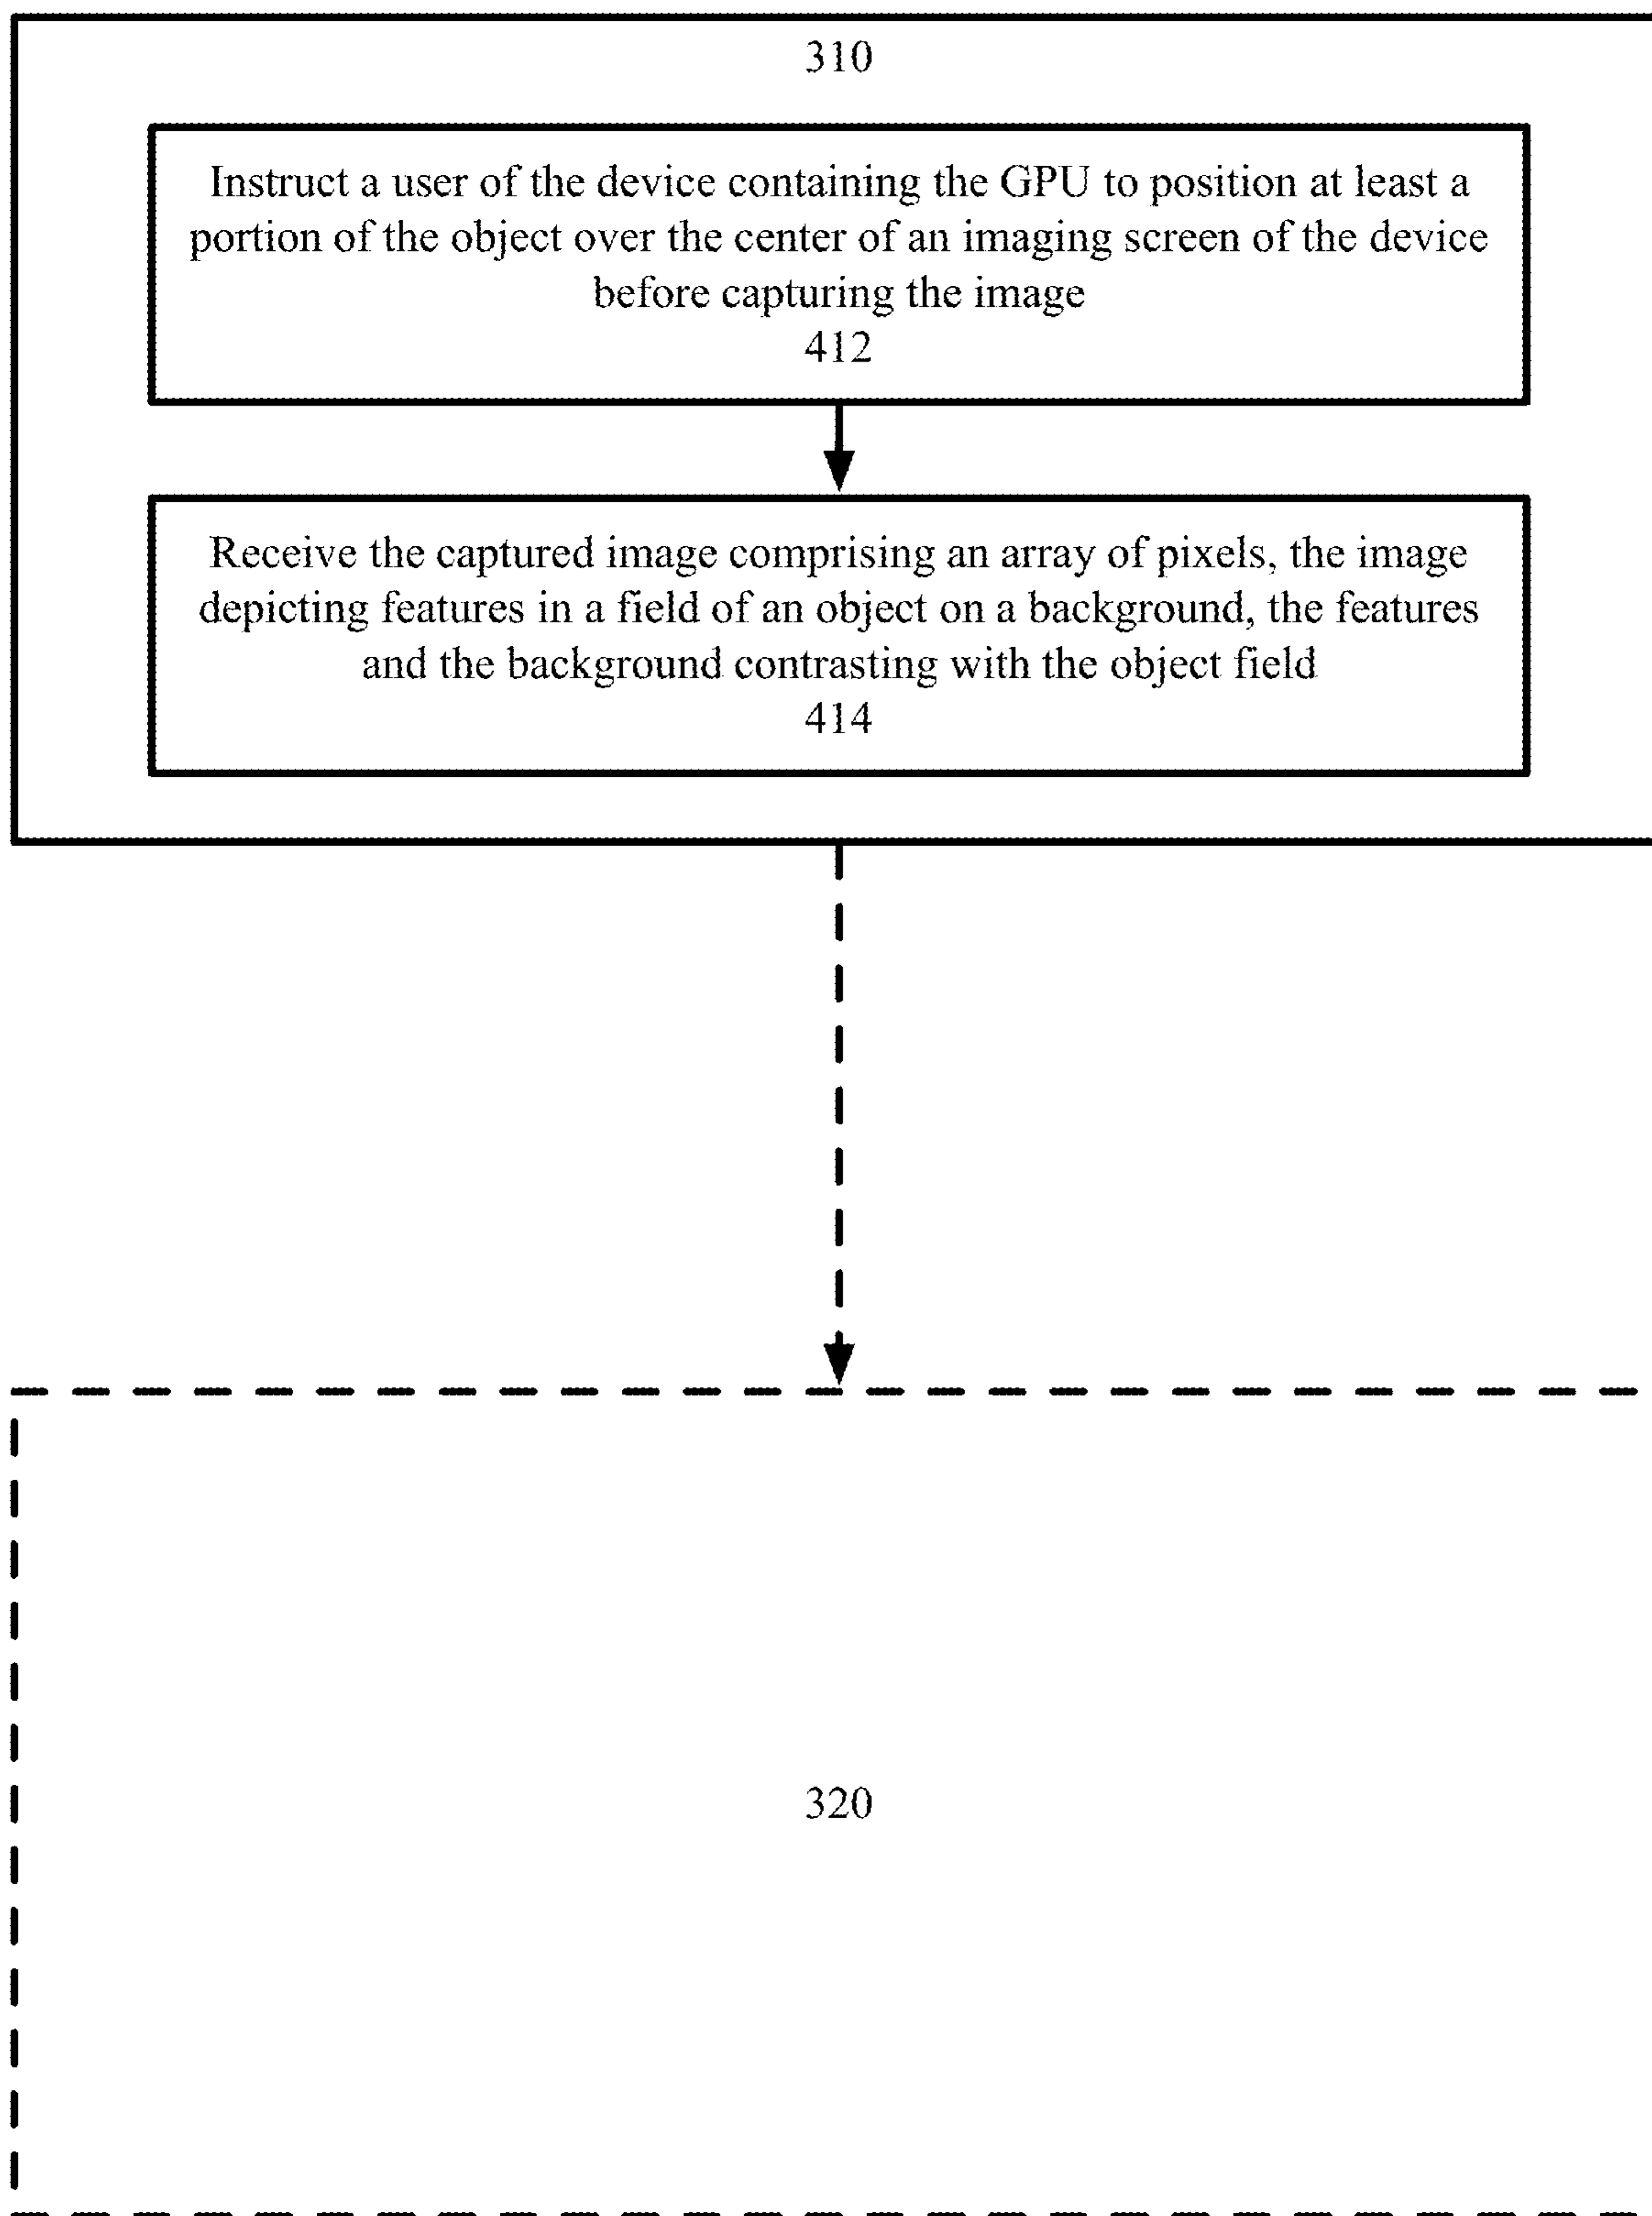 310
Instruct a user of the device containing the GPU to position at least a
portion of the object over the center of an imaging screen of the device
before capturing the image
412
Receive the captured image comprising an array of pixels, the image
depicting features in a field of an object on a background, the features
and the background contrasting with the object field
414
320